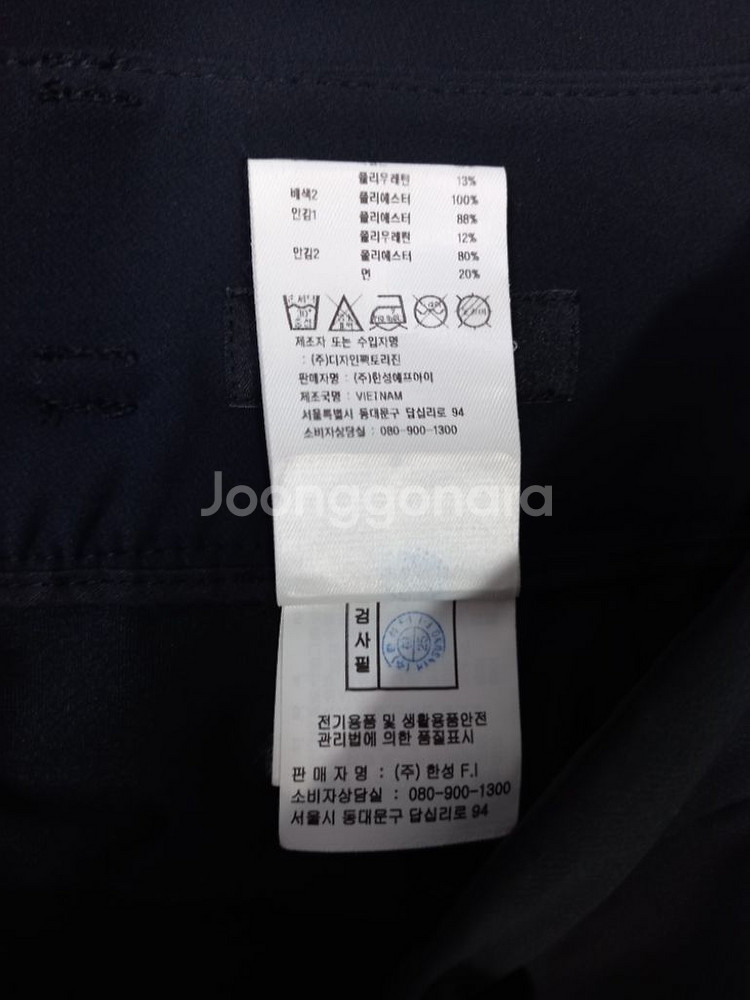 폴리우레탄 13%
배색2 폴리에스터 100%
안감1 폴리에스터 88%
폴리우레탄 12%
안감2 폴리에스터 80%
면 20%
제조자 또는 수입자명
: (주)디자인팩토리진
판매자명 : (주)한성에프아이
제조국명 : VIETNAM
서울특별시 동대문구 답십리로 94
소비자상담실 : 080-900-1300
Joonggonara
검사필
전기용품 및 생활용품안전
관리법에 의한 품질표시
판 매 자 명 : (주) 한성 F.I
소비자상담실 : 080-900-1300
서울시 동대문구 답십리로 94